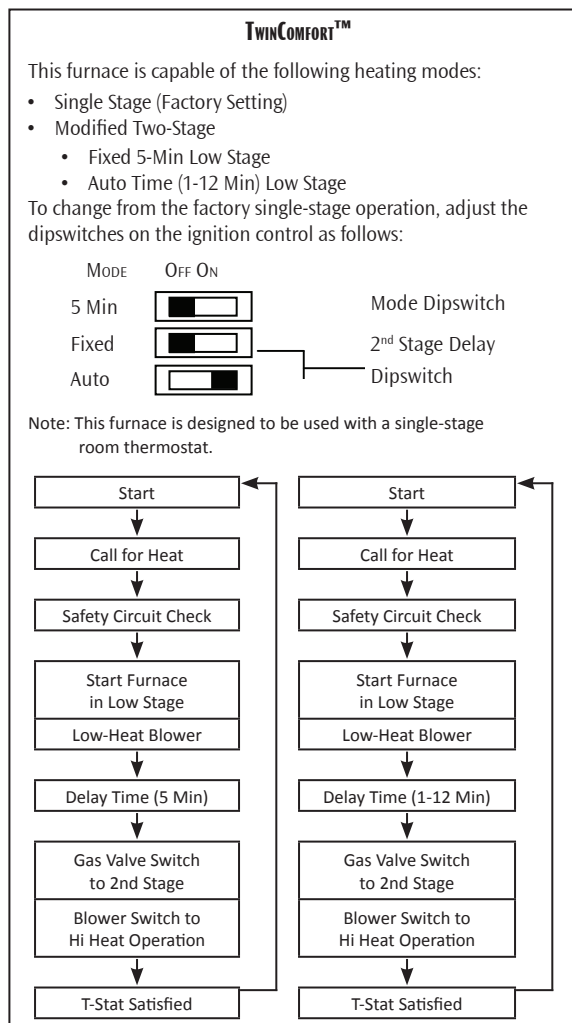 TwinComfort™
This furnace is capable of the following heating modes:
• Single Stage (Factory Setting)
• Modified Two-Stage
• Fixed 5-Min Low Stage
• Auto Time (1-12 Min) Low Stage
To change from the factory single-stage operation, adjust the
dipswitches on the ignition control as follows:
Mode Off On
5 Min Mode Dipswitch
Fixed 2nd Stage Delay
Auto Dipswitch
Note: This furnace is designed to be used with a single-stage
room thermostat.
Start
Call for Heat
Safety Circuit Check
Start Furnace
in Low Stage
Low-Heat Blower
Delay Time (5 Min)
Gas Valve Switch
to 2nd Stage
Blower Switch to
Hi Heat Operation
T-Stat Satisfied
Start
Call for Heat
Safety Circuit Check
Start Furnace
in Low Stage
Low-Heat Blower
Delay Time (1-12 Min)
Gas Valve Switch
to 2nd Stage
Blower Switch to
Hi Heat Operation
T-Stat Satisfied